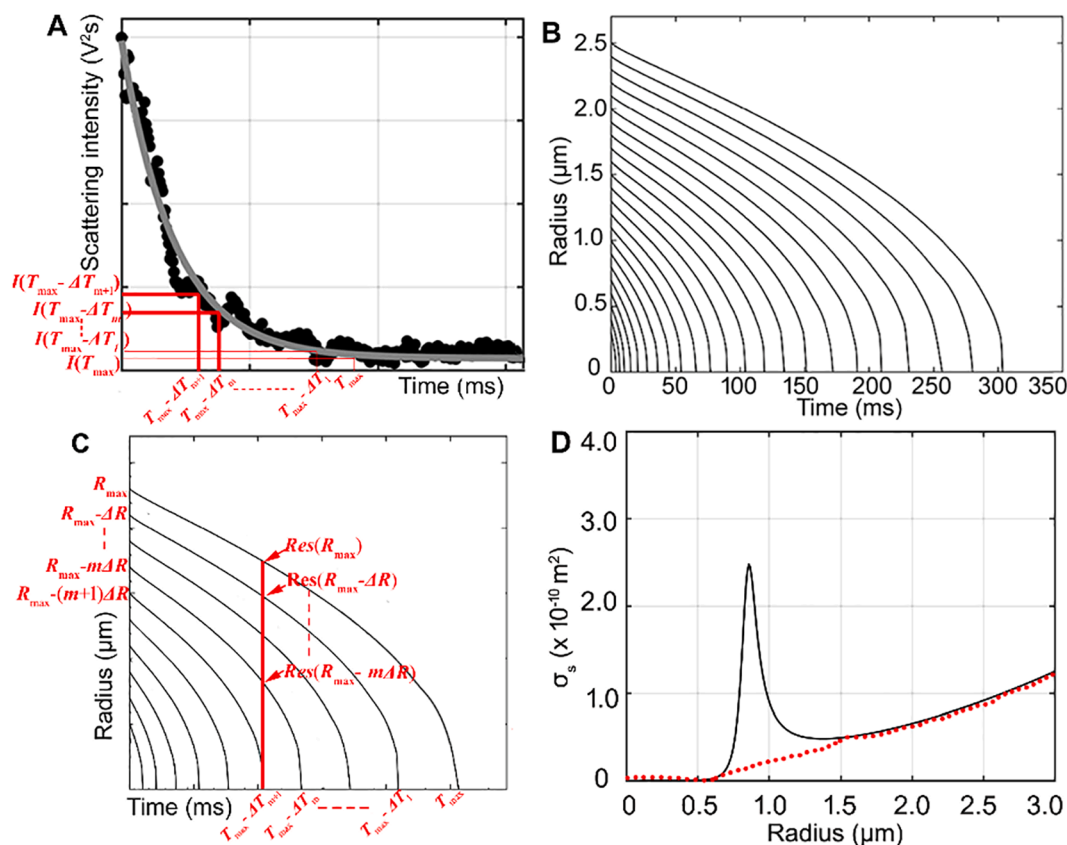 A
Scattering intensity (V²s)
I(Tmax- ΔTm+1)
I(Tmax-ΔTm)
I(Tmax-ΔTi)
I(Tmax)
Time (ms)
Tmax-ΔTm+1
Tmax-ΔTm
Tmax-ΔT1
Tmax
B
Radius (µm)
2.5
2.0
1.5
1.0
0.5
0
0 50 100 150 200 250 300 350
Time (ms)
C
Radius (µm)
Rmax
Rmax-ΔR
Rmax-mΔR
Rmax-(m+1)ΔR
Res(Rmax)
Res(Rmax-ΔR)
Res(Rmax- mΔR)
Time (ms)
Tmax-ΔTm+1
Tmax-ΔTm
Tmax-ΔT1
Tmax
D
σs (x 10-10 m2)
4.0
3.0
2.0
1.0
0
0 0.5 1.0 1.5 2.0 2.5 3.0
Radius (µm)